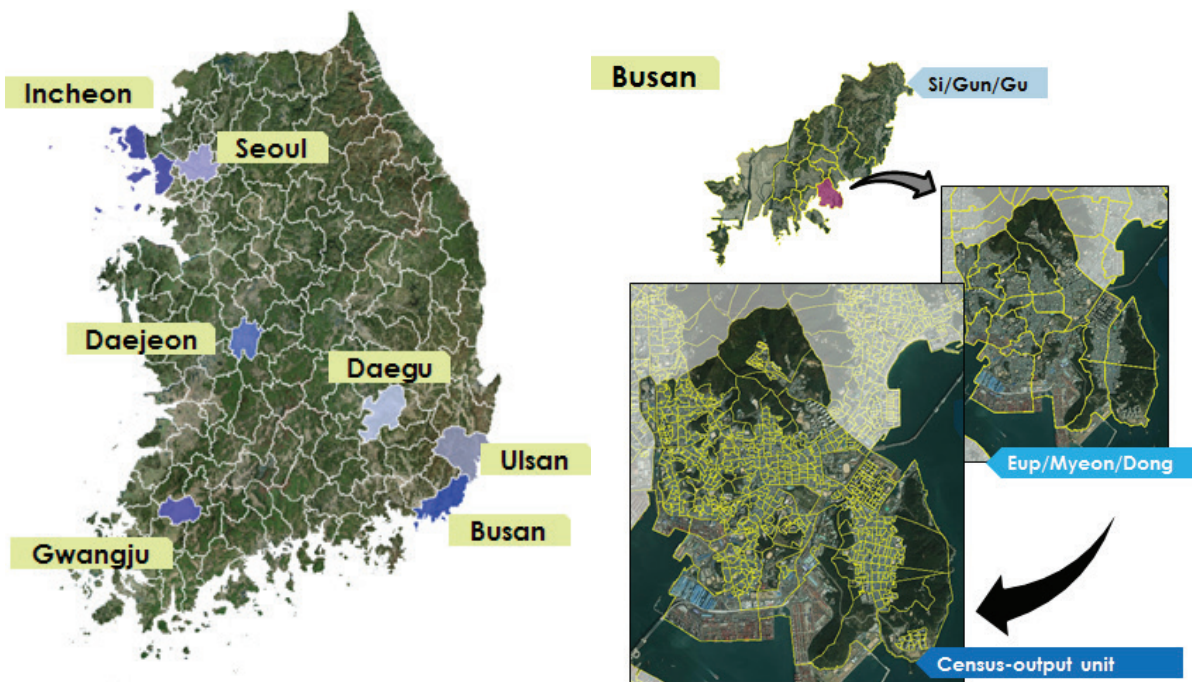 Incheon
Seoul
Daejeon
Daegu
Ulsan
Busan
Gwangju
Busan
Si/Gun/Gu
Eup/Myeon/Dong
Census-output unit